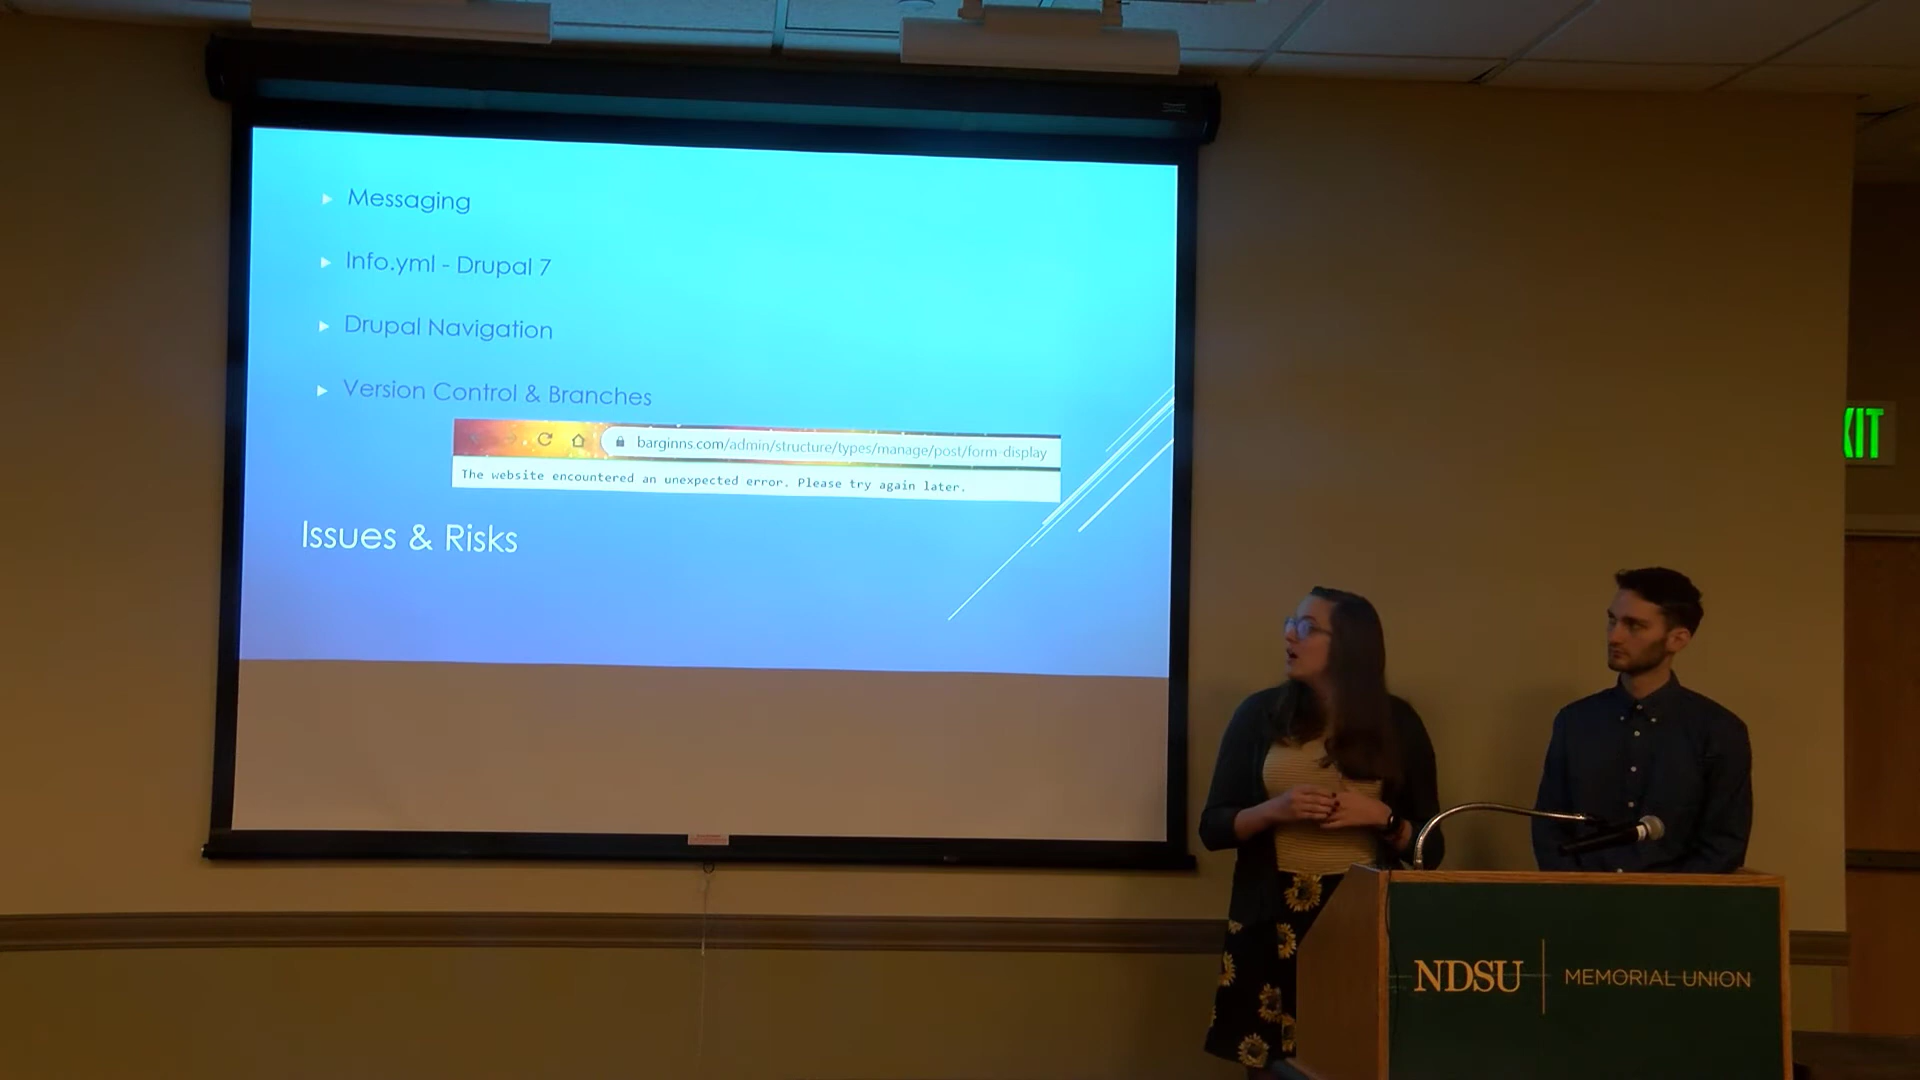 Messaging
Info.yml - Drupal 7
Drupal Navigation
Version Control & Branches
barginns.com/admin/structure/types/manage/post/form-display
The website encountered an unexpected error. Please try again later.
Issues & Risks
XIT
NDSU MEMORIAL UNION